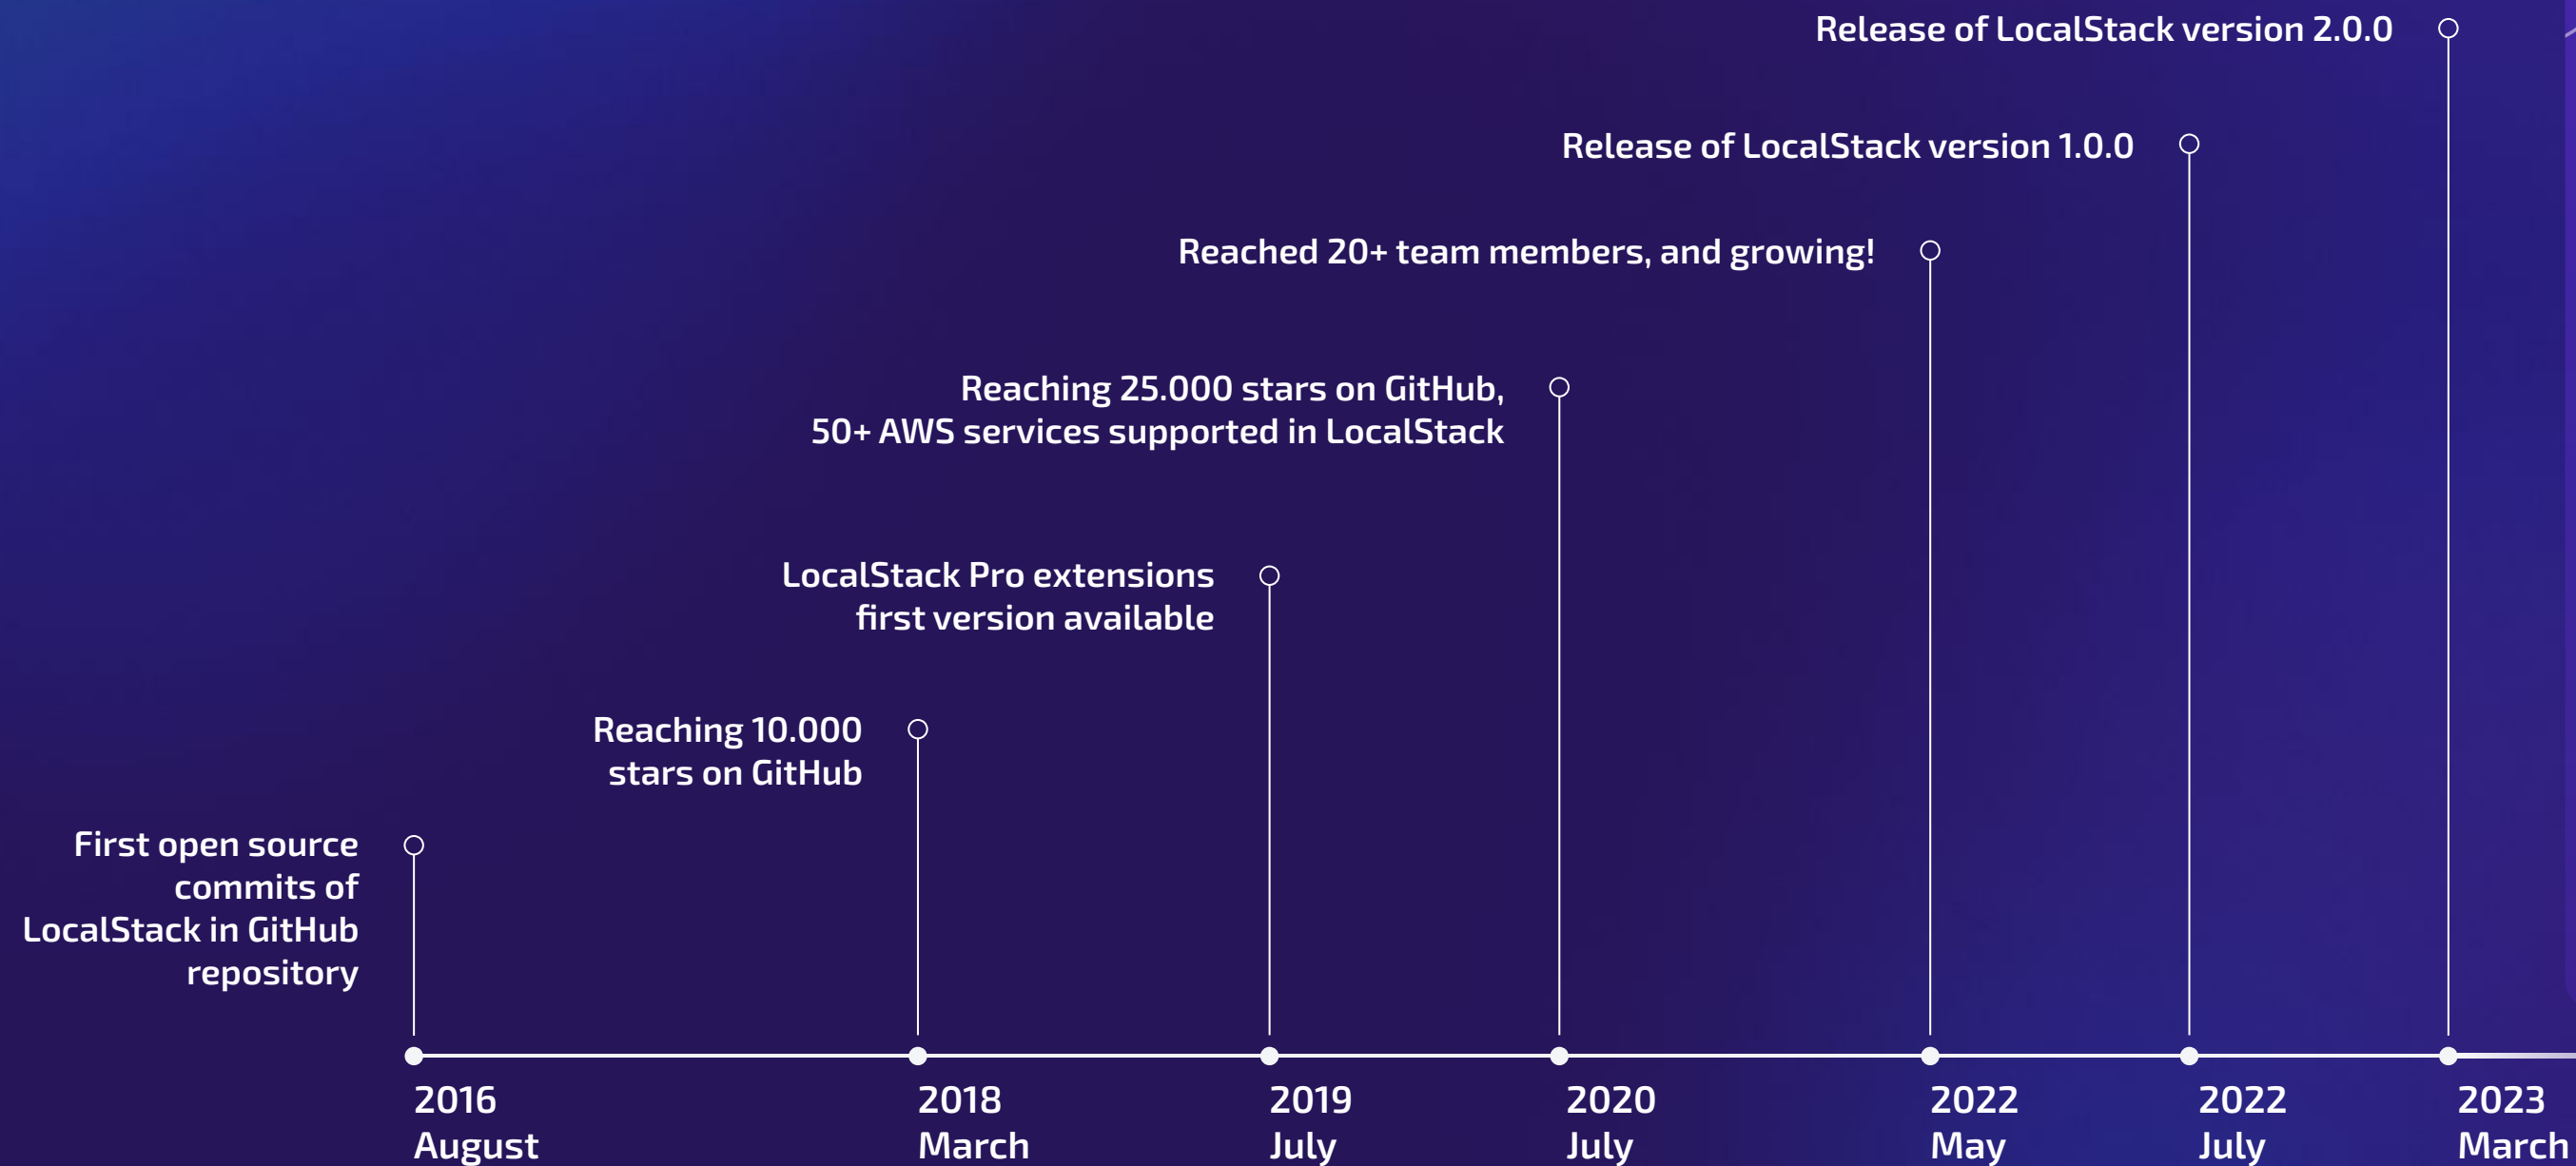 Release of LocalStack version 2.0.0
Release of LocalStack version 1.0.0
Reached 20+ team members, and growing!
Reaching 25.000 stars on GitHub,
50+ AWS services supported in LocalStack
LocalStack Pro extensions
first version available
Reaching 10.000
stars on GitHub
First open source
commits of
LocalStack in GitHub
repository
2016
August
2018
March
2019
July
2020
July
2022
May
2022
July
2023
March